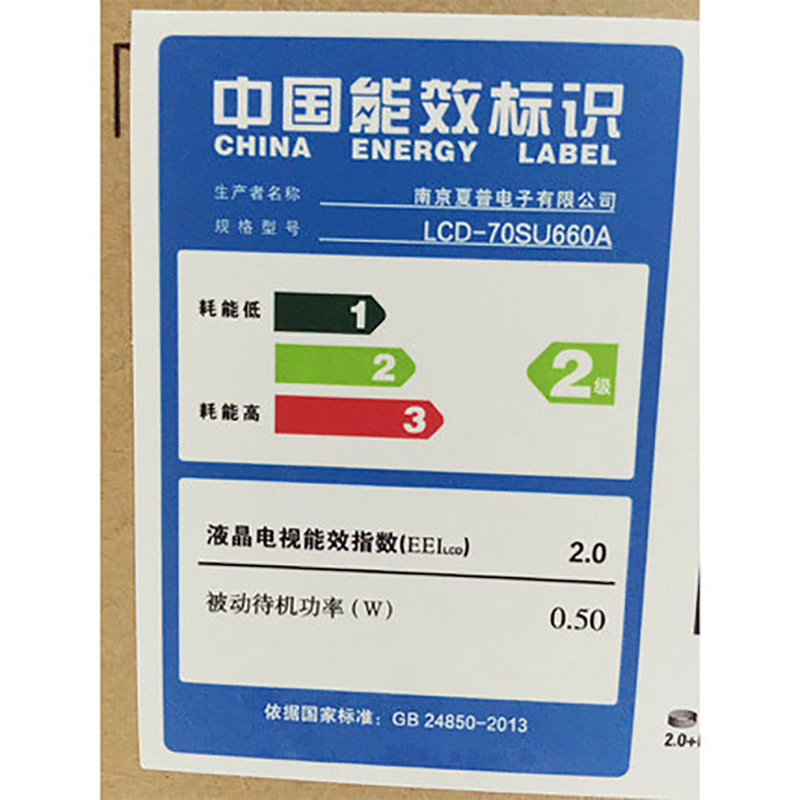 中国能效标识
CHINA ENERGY LABEL
生产者名称 南京夏普电子有限公司
规格型号 LCD-70SU660A
耗能低 1
2 2级
耗能高 3
液晶电视能效指数(EEILCD) 2.0
被动待机功率(W) 0.50
依据国家标准：GB 24850-2013